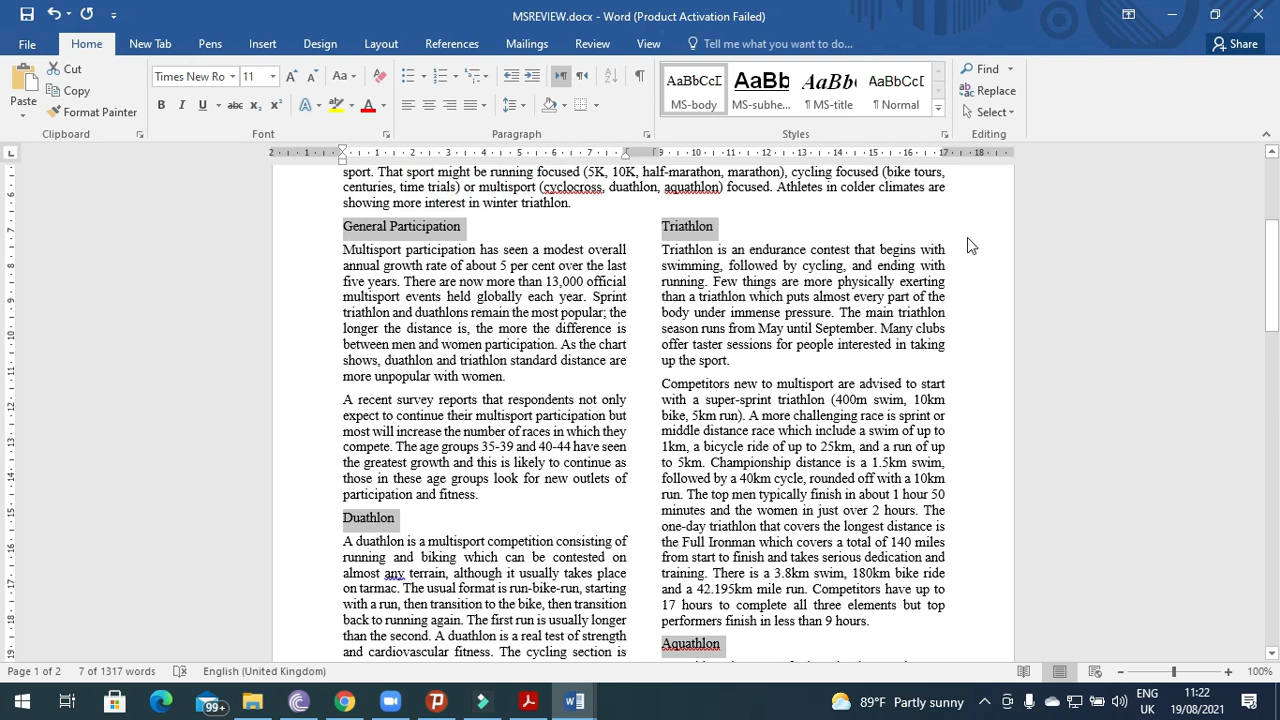 MSREVIEW.docx - Word (Product Activation Failed)
File Home New Tab Pens Insert Design Layout References Mailings Review View Tell me what you want to do... Share
Paste
Cut
Copy
Format Painter
Clipboard
Times New Ro 11
Font
Paragraph
AaBbCcI AaBb AaBb( AaBbCcI
MS-body MS-subhe... ¶ MS-title ¶ Normal
Styles
Find
Replace
Select
Editing
2 1 1 2 3 4 5 6 7 8 9 10 11 12 13 14 15 16 17 18
sport. That sport might be running focused (5K, 10K, half-marathon, marathon), cycling focused (bike tours,
centuries, time trials) or multisport (cyclocross, duathlon, aquathlon) focused. Athletes in colder climates are
showing more interest in winter triathlon.
General Participation
Multisport participation has seen a modest overall
annual growth rate of about 5 per cent over the last
five years. There are now more than 13,000 official
multisport events held globally each year. Sprint
triathlon and duathlons remain the most popular; the
longer the distance is, the more the difference is
between men and women participation. As the chart
shows, duathlon and triathlon standard distance are
more unpopular with women.
A recent survey reports that respondents not only
expect to continue their multisport participation but
most will increase the number of races in which they
compete. The age groups 35-39 and 40-44 have seen
the greatest growth and this is likely to continue as
those in these age groups look for new outlets of
participation and fitness.
Duathlon
A duathlon is a multisport competition consisting of
running and biking which can be contested on
almost any terrain, although it usually takes place
on tarmac. The usual format is run-bike-run, starting
with a run, then transition to the bike, then transition
back to running again. The first run is usually longer
than the second. A duathlon is a real test of strength
and cardiovascular fitness. The cycling section is
Triathlon
Triathlon is an endurance contest that begins with
swimming, followed by cycling, and ending with
running. Few things are more physically exerting
than a triathlon which puts almost every part of the
body under immense pressure. The main triathlon
season runs from May until September. Many clubs
offer taster sessions for people interested in taking
up the sport.
Competitors new to multisport are advised to start
with a super-sprint triathlon (400m swim, 10km
bike, 5km run). A more challenging race is sprint or
middle distance race which include a swim of up to
1km, a bicycle ride of up to 25km, and a run of up
to 5km. Championship distance is a 1.5km swim,
followed by a 40km cycle, rounded off with a 10km
run. The top men typically finish in about 1 hour 50
minutes and the women in just over 2 hours. The
one-day triathlon that covers the longest distance is
the Full Ironman which covers a total of 140 miles
from start to finish and takes serious dedication and
training. There is a 3.8km swim, 180km bike ride
and a 42.195km mile run. Competitors have up to
17 hours to complete all three elements but top
performers finish in less than 9 hours.
Aquathlon
Page 1 of 2 7 of 1317 words English (United Kingdom) 100%
99+ 89°F Partly sunny ENG 11:22
UK 19/08/2021